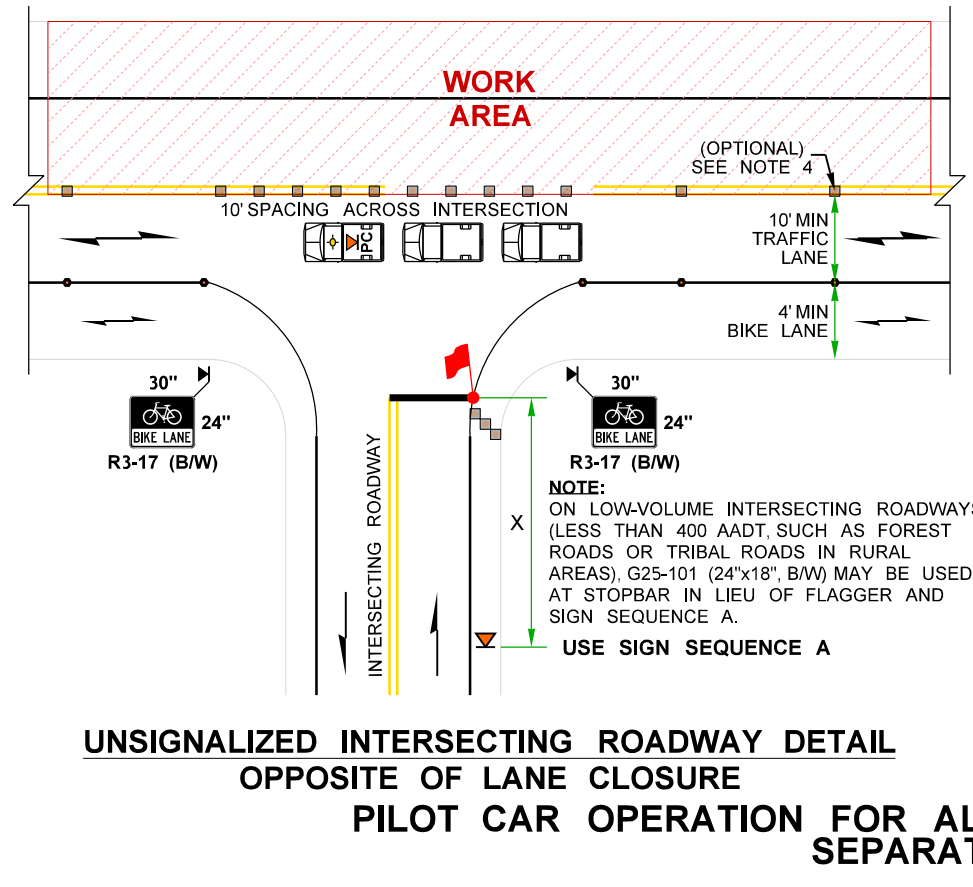 WORK
AREA
(OPTIONAL)
SEE NOTE 4
10' SPACING ACROSS INTERSECTION
PC
10' MIN
TRAFFIC
LANE
4' MIN
BIKE LANE
30"
BIKE LANE
24"
R3-17 (B/W)
30"
BIKE LANE
24"
R3-17 (B/W)
INTERSECTING ROADWAY
X
NOTE:
ON LOW-VOLUME INTERSECTING ROADWAYS
(LESS THAN 400 AADT, SUCH AS FOREST
ROADS OR TRIBAL ROADS IN RURAL
AREAS), G25-101 (24"x18", B/W) MAY BE USED
AT STOPBAR IN LIEU OF FLAGGER AND
SIGN SEQUENCE A.
USE SIGN SEQUENCE A
UNSIGNALIZED INTERSECTING ROADWAY DETAIL
OPPOSITE OF LANE CLOSURE
PILOT CAR OPERATION FOR AL
SEPARAT